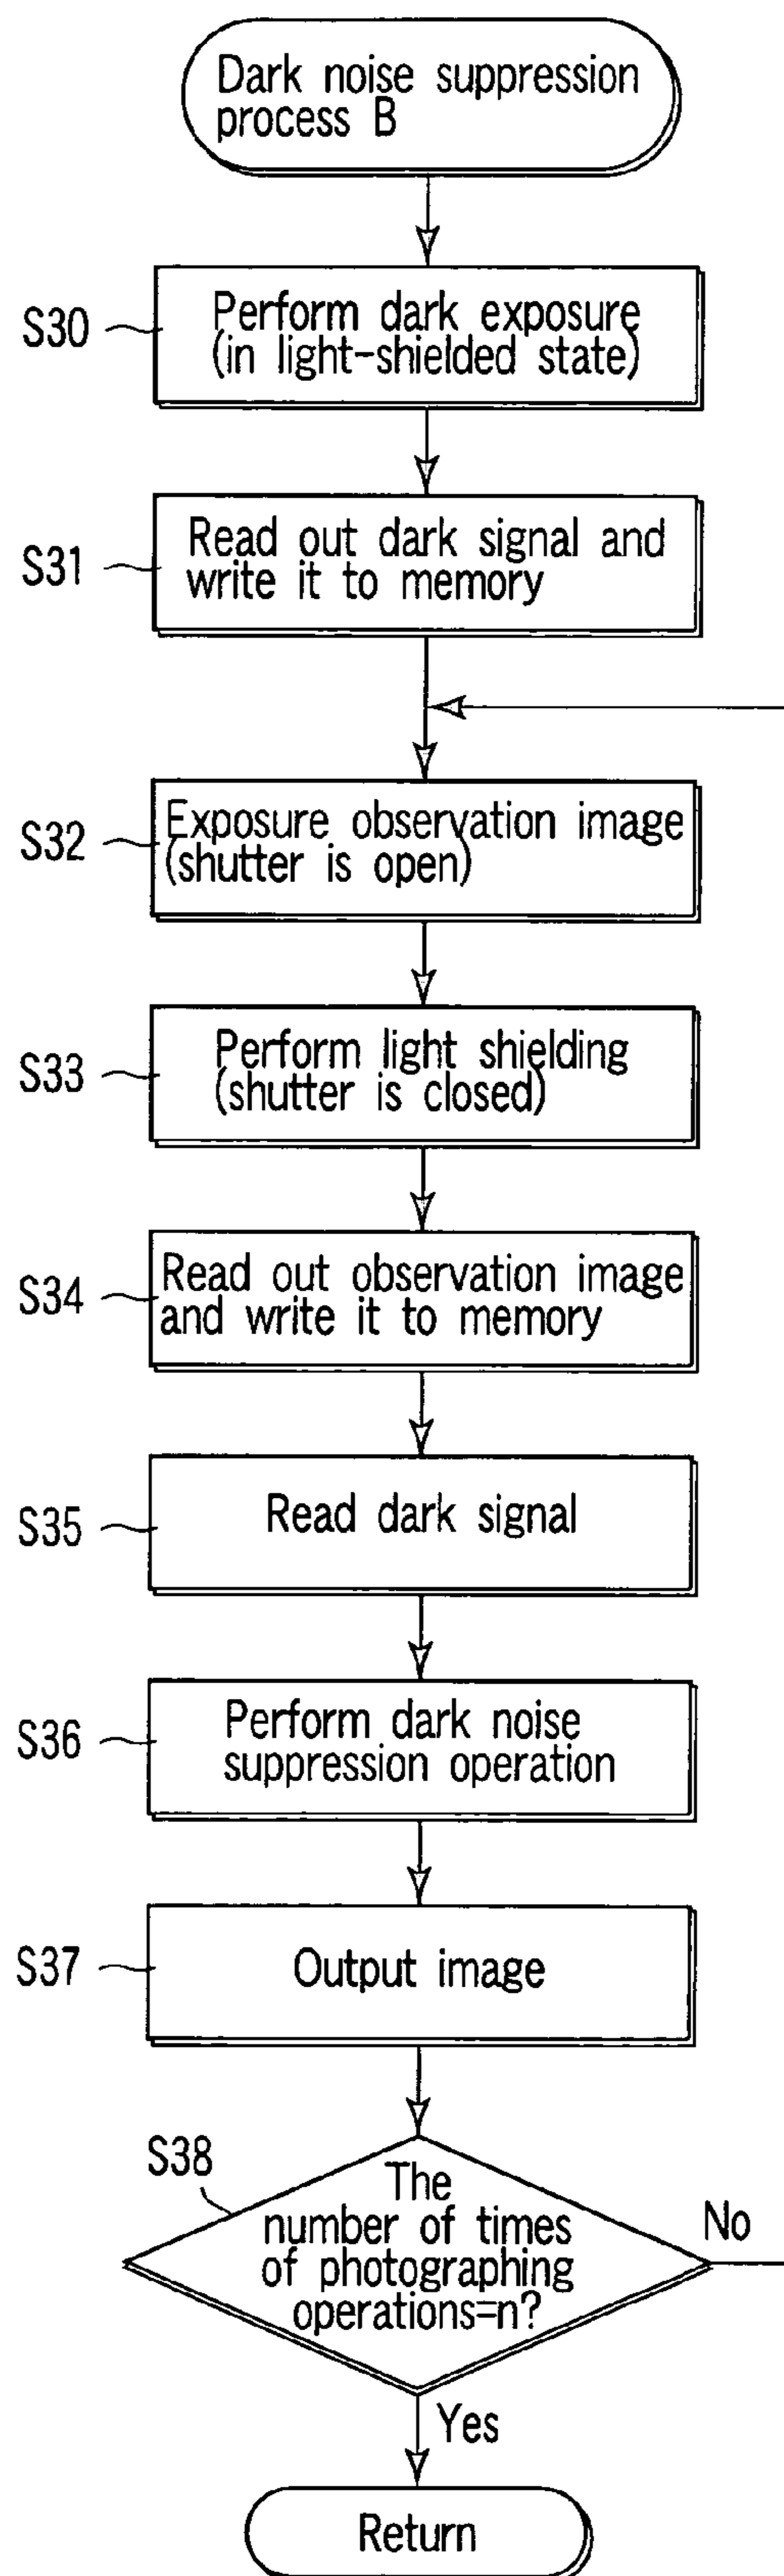 Dark noise suppression
process B
S30
Perform dark exposure
(in light-shielded state)
S31
Read out dark signal and
write it to memory
S32
Exposure observation image
(shutter is open)
S33
Perform light shielding
(shutter is closed)
S34
Read out observation image
and write it to memory
S35
Read dark signal
S36
Perform dark noise
suppression operation
S37
Output image
S38
The
number of times
of photographing
operations=n?
No
Yes
Return